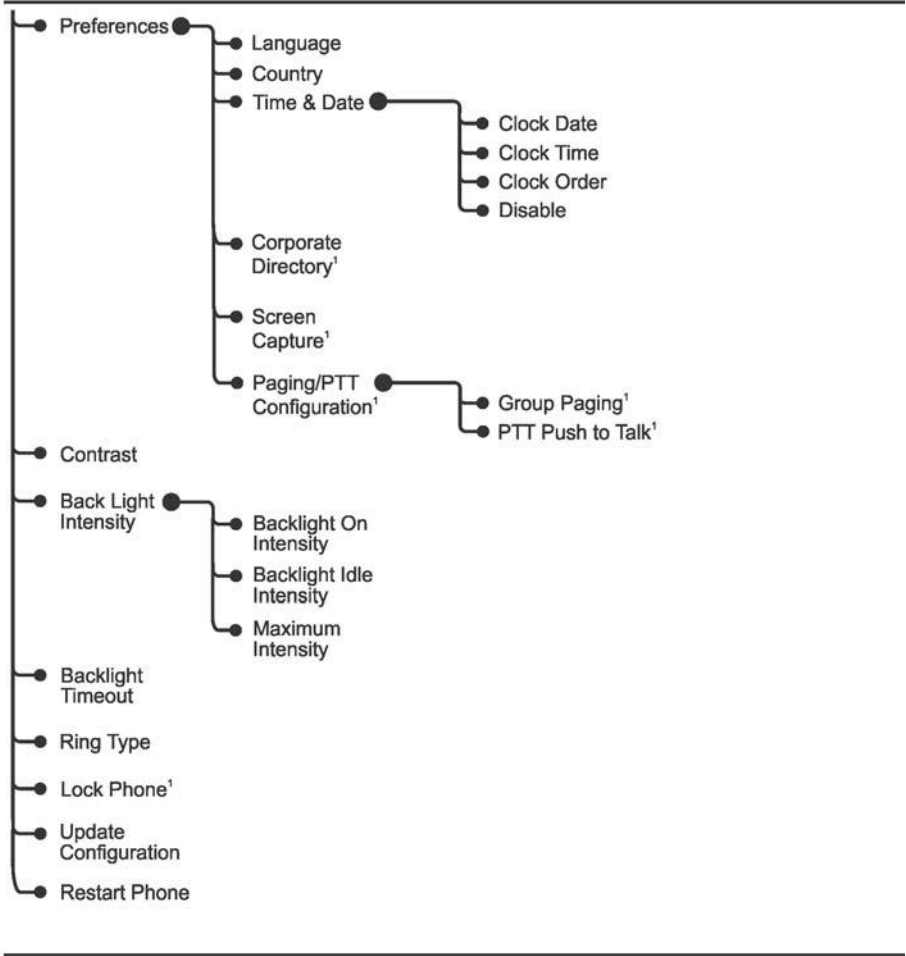 Preferences
Language
Country
Time & Date
Clock Date
Clock Time
Clock Order
Disable
Corporate
Directory¹
Screen
Capture¹
Paging/PTT
Configuration¹
Group Paging¹
PTT Push to Talk¹
Contrast
Back Light
Intensity
Backlight On
Intensity
Backlight Idle
Intensity
Maximum
Intensity
Backlight
Timeout
Ring Type
Lock Phone¹
Update
Configuration
Restart Phone